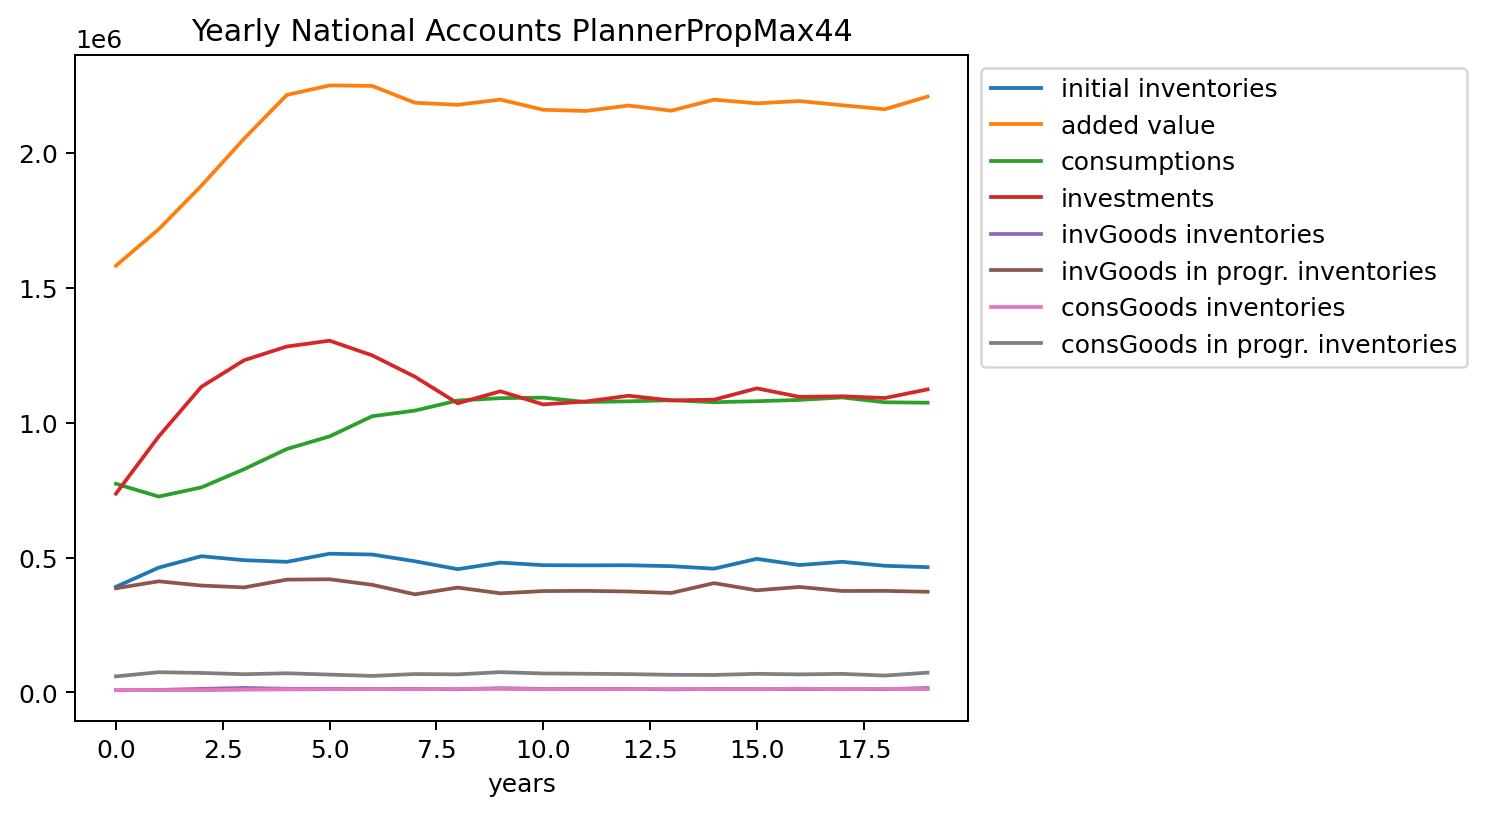 Yearly National Accounts PlannerPropMax44
1e6
2.0
1.5
1.0
0.5
0.0
0.0 2.5 5.0 7.5 10.0 12.5 15.0 17.5
years
initial inventories
added value
consumptions
investments
invGoods inventories
invGoods in progr. inventories
consGoods inventories
consGoods in progr. inventories